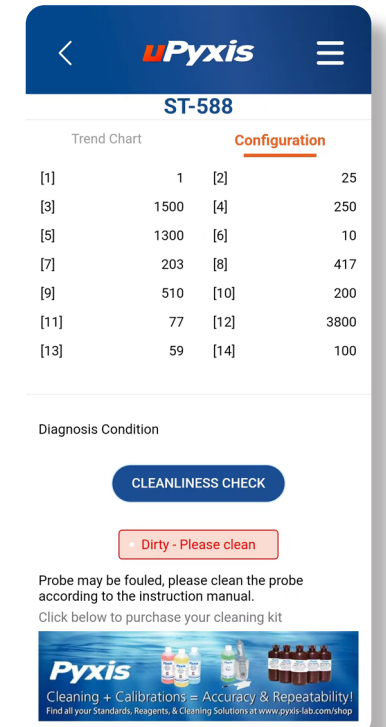 uPyxis
ST-588
Trend Chart Configuration
[1] 1 [2] 25
[3] 1500 [4] 250
[5] 1300 [6] 10
[7] 203 [8] 417
[9] 510 [10] 200
[11] 77 [12] 3800
[13] 59 [14] 100
Diagnosis Condition
CLEANLINESS CHECK
Dirty - Please clean
Probe may be fouled, please clean the probe
according to the instruction manual.
Click below to purchase your cleaning kit
Pyxis
Cleaning + Calibrations = Accuracy & Repeatability!
Find all your Standards, Reagents, & Cleaning Solutions at www.pyxis-lab.com/shop